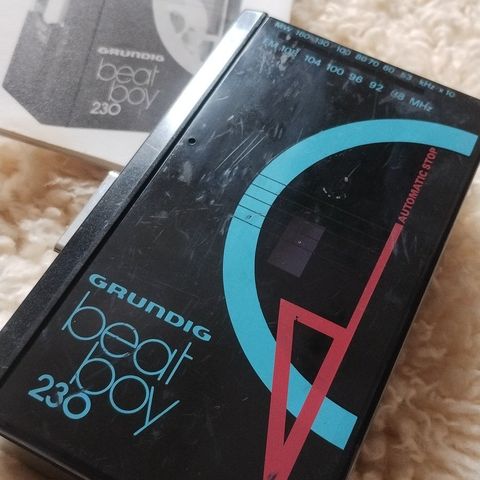 GRUNDIG
beat
boy
230
MW 160 130 100 80 70 60 53 kHz x 10
FM 108 104 100 96 92 88 MHz
AUTOMATIC STOP
GRUNDIG
beat
boy
230